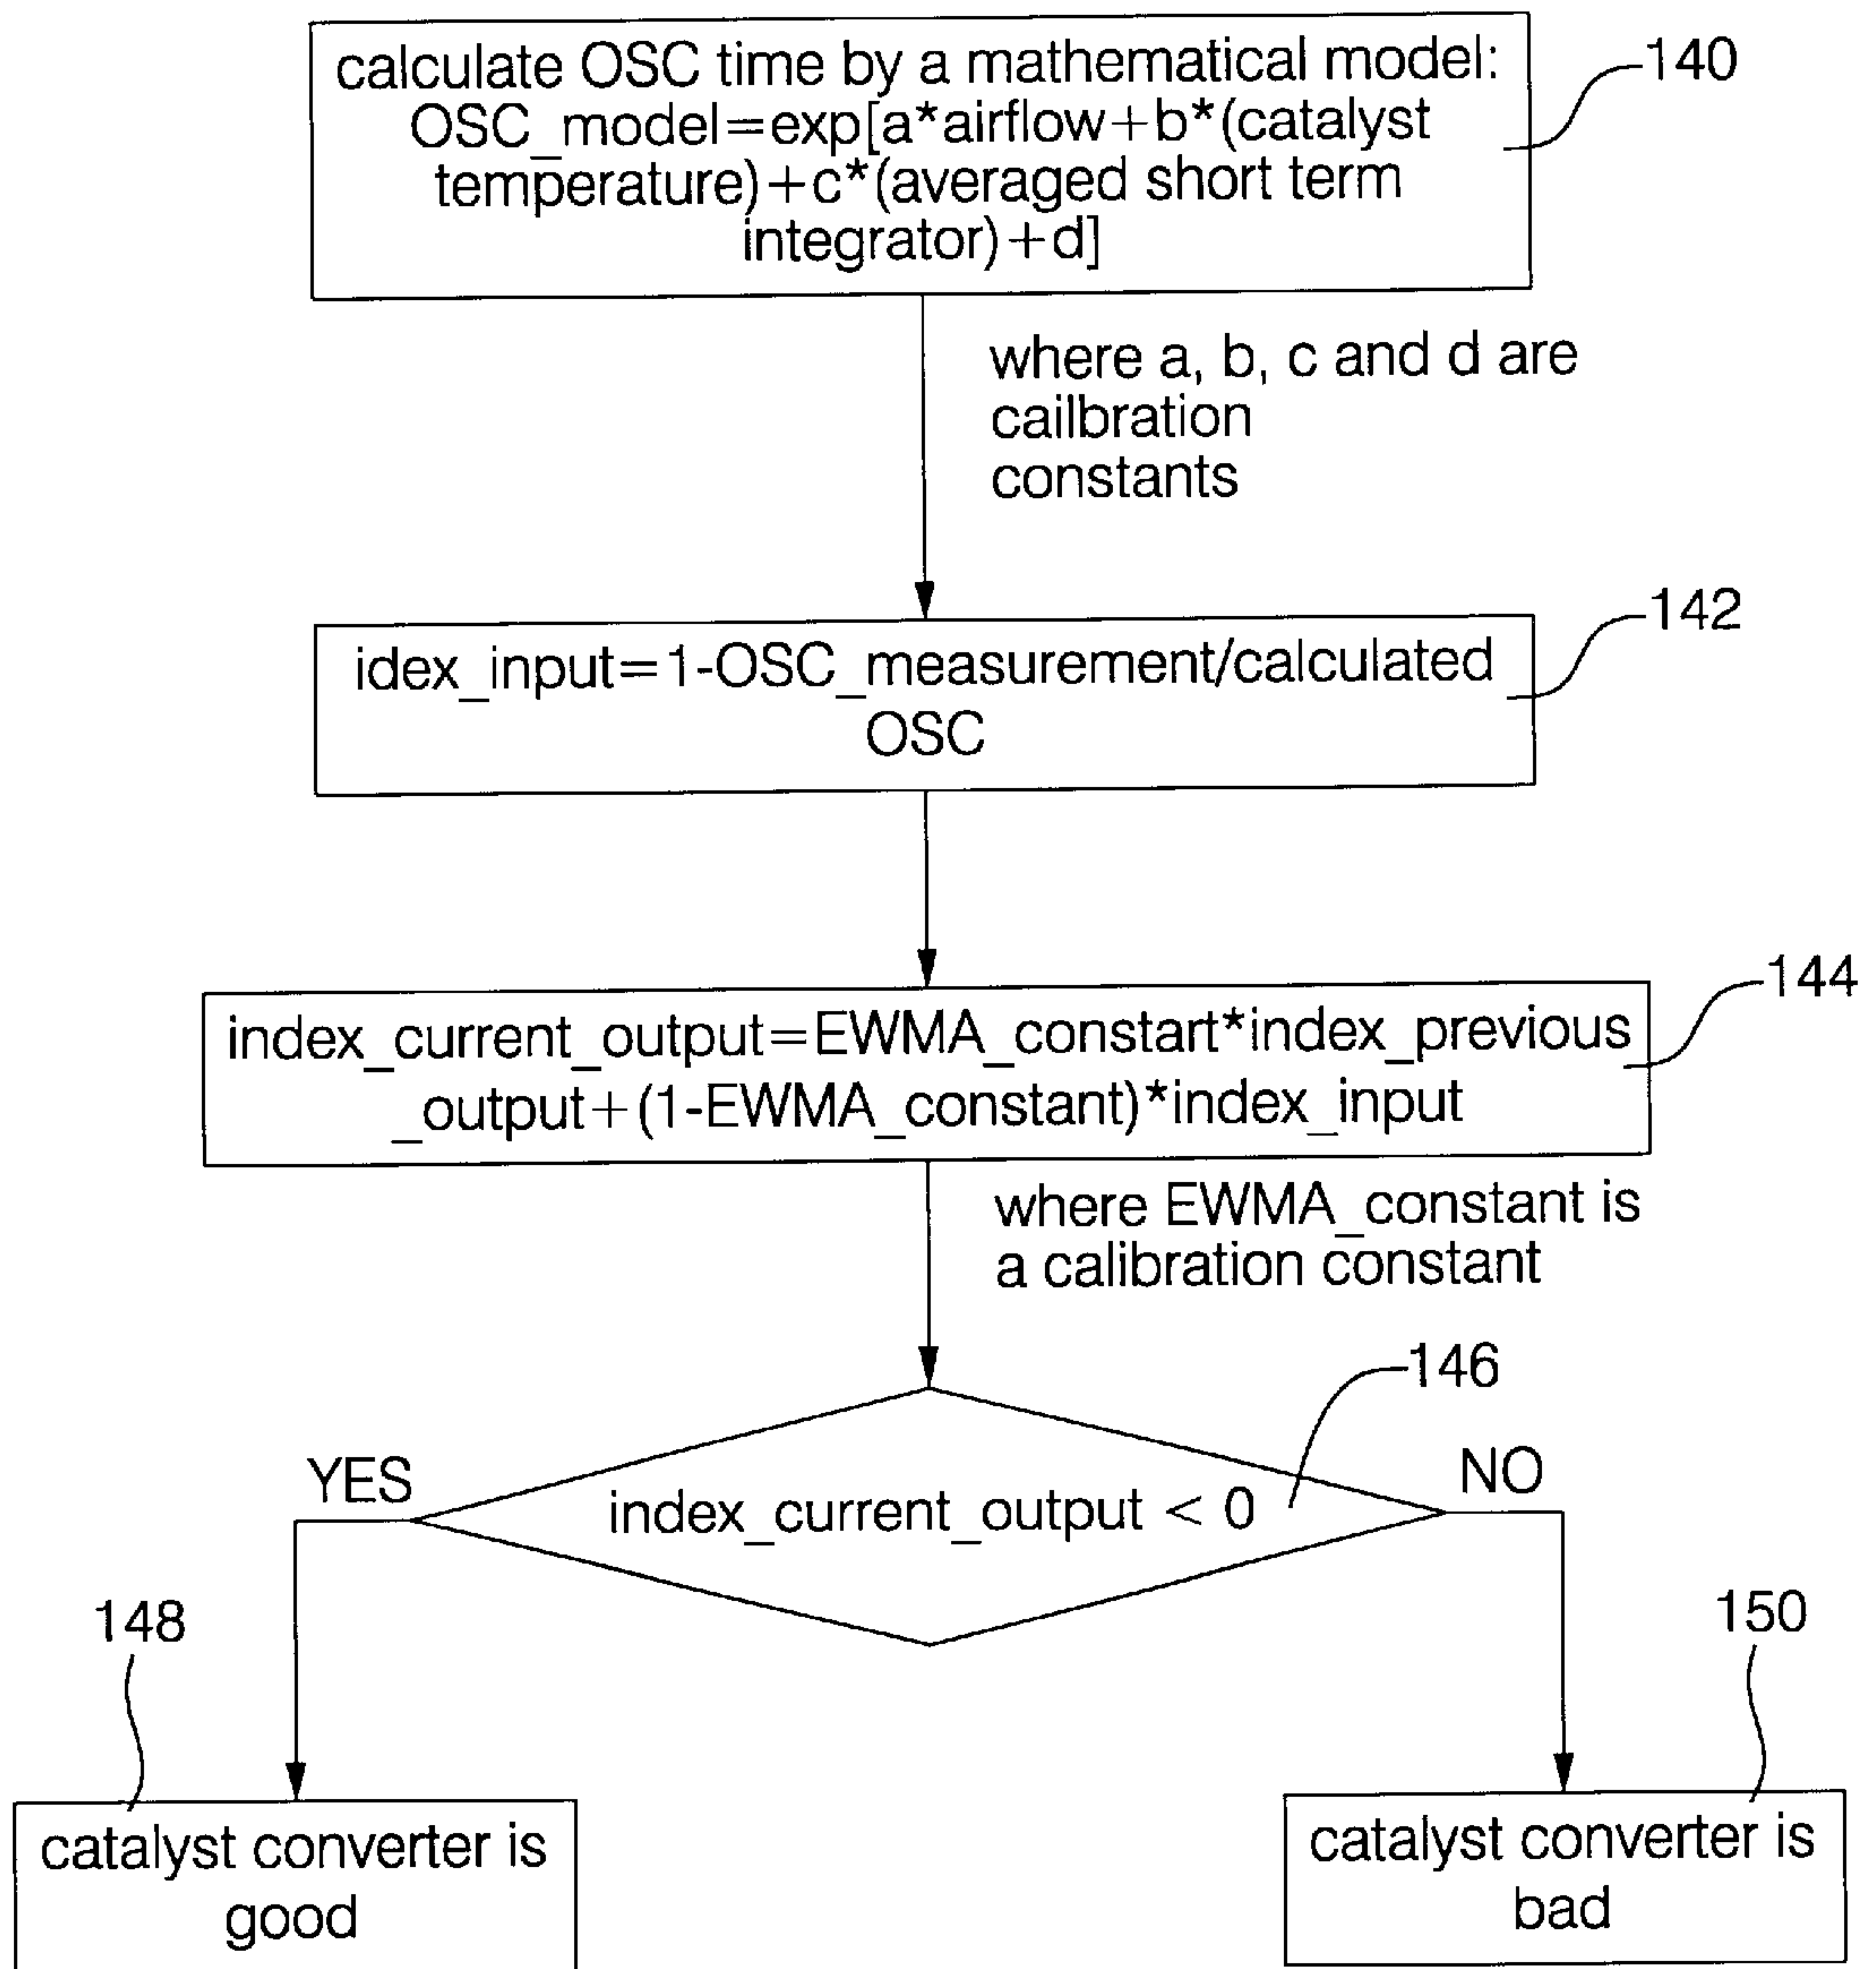 calculate OSC time by a mathematical model:
OSC_model=exp[a*airflow+b*(catalyst
temperature)+c*(averaged short term
integrator)+d]
140
where a, b, c and d are
cailbration
constants
142
idex_input=1-OSC_measurement/calculated
OSC
144
index_current_output=EWMA_constart*index_previous
_output+(1-EWMA_constant)*index_input
where EWMA_constant is
a calibration constant
146
YES
NO
index_current_output < 0
148
150
catalyst converter is
good
catalyst converter is
bad